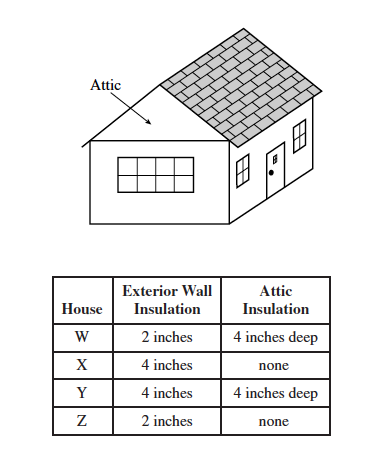 Attic
House Exterior Wall Insulation Attic Insulation
W 2 inches 4 inches deep
X 4 inches none
Y 4 inches 4 inches deep
Z 2 inches none